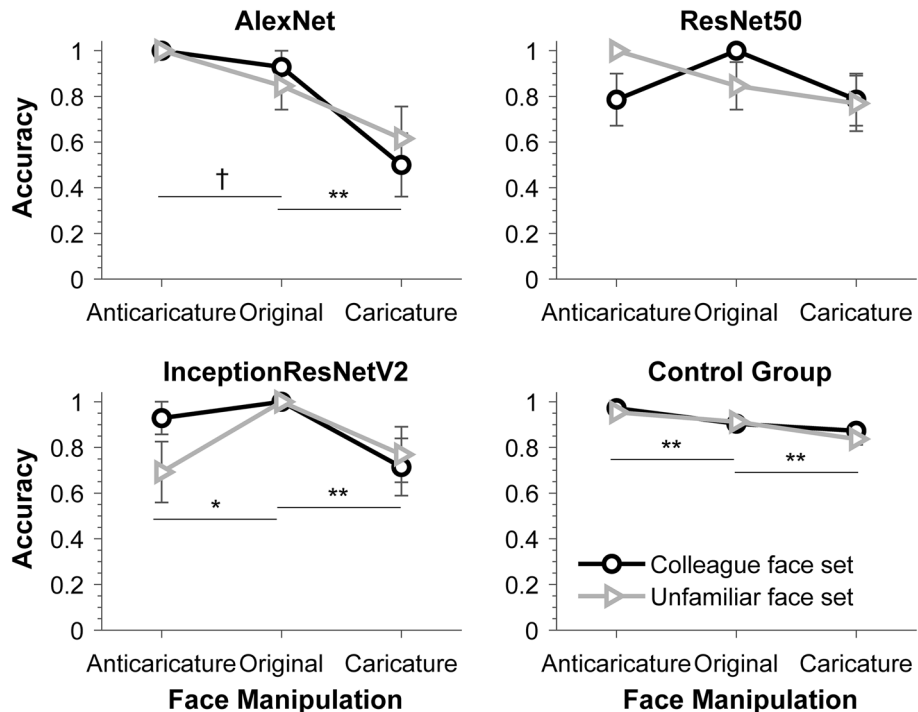 AlexNet
Accuracy
1
0.8
0.6
0.4
0.2
0
†
**
Anticaricature Original Caricature
ResNet50
1
0.8
0.6
0.4
0.2
0
Anticaricature Original Caricature
InceptionResNetV2
Accuracy
1
0.8
0.6
0.4
0.2
0
*
**
Anticaricature Original Caricature
Face Manipulation
Control Group
1
0.8
0.6
0.4
0.2
0
**
**
Colleague face set
Unfamiliar face set
Anticaricature Original Caricature
Face Manipulation